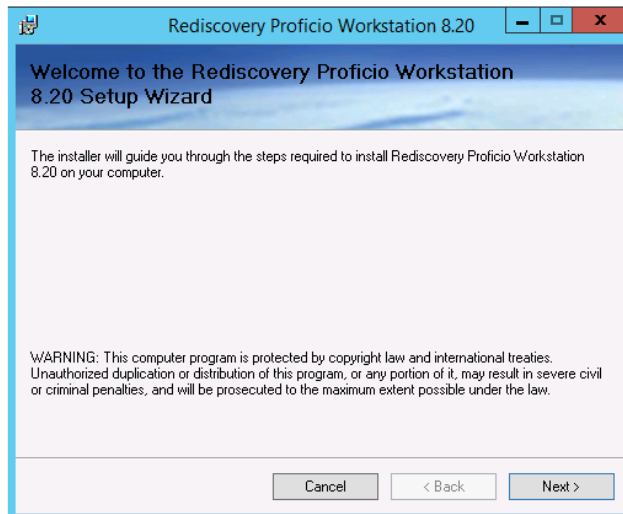 Rediscovery Proficio Workstation 8.20
Welcome to the Rediscovery Proficio Workstation
8.20 Setup Wizard
The installer will guide you through the steps required to install Rediscovery Proficio Workstation
8.20 on your computer.
WARNING: This computer program is protected by copyright law and international treaties.
Unauthorized duplication or distribution of this program, or any portion of it, may result in severe civil
or criminal penalties, and will be prosecuted to the maximum extent possible under the law.
Cancel < Back Next >